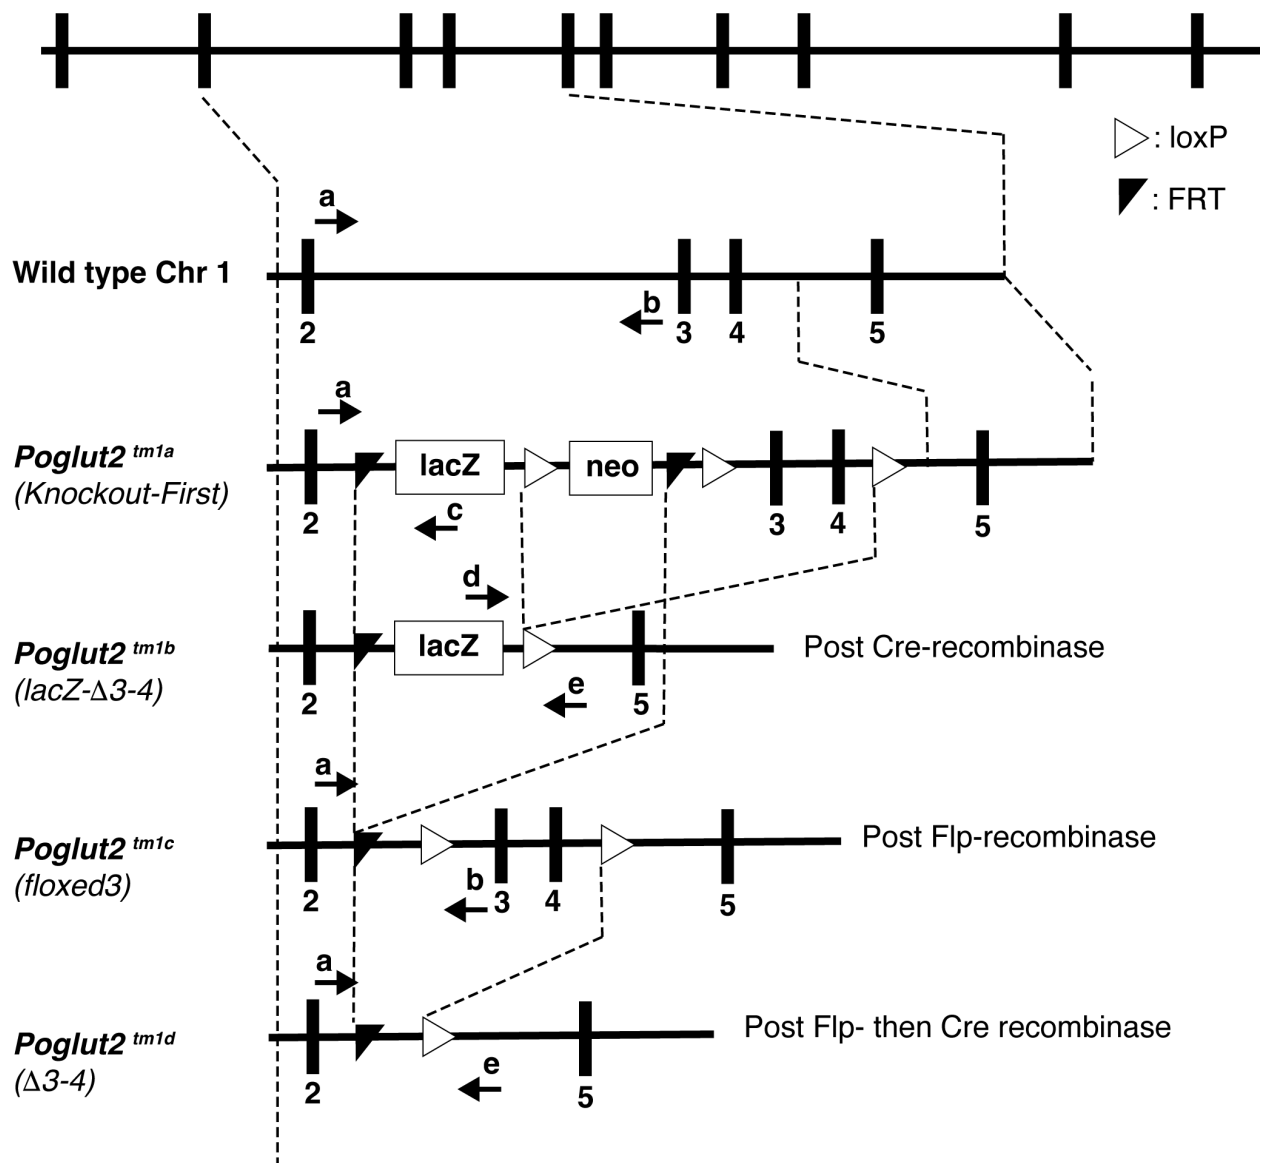 : loxP
: FRT
a
Wild type Chr 1
b
2
3
4
5
a
Poglut2 tm1a
(Knockout-First)
lacZ
neo
c
2
3
4
5
d
Poglut2 tm1b
(lacZ-Δ3-4)
lacZ
Post Cre-recombinase
e
2
5
a
Poglut2 tm1c
(floxed3)
Post Flp-recombinase
b
2
3
4
5
a
Poglut2 tm1d
(Δ3-4)
Post Flp- then Cre recombinase
e
2
5